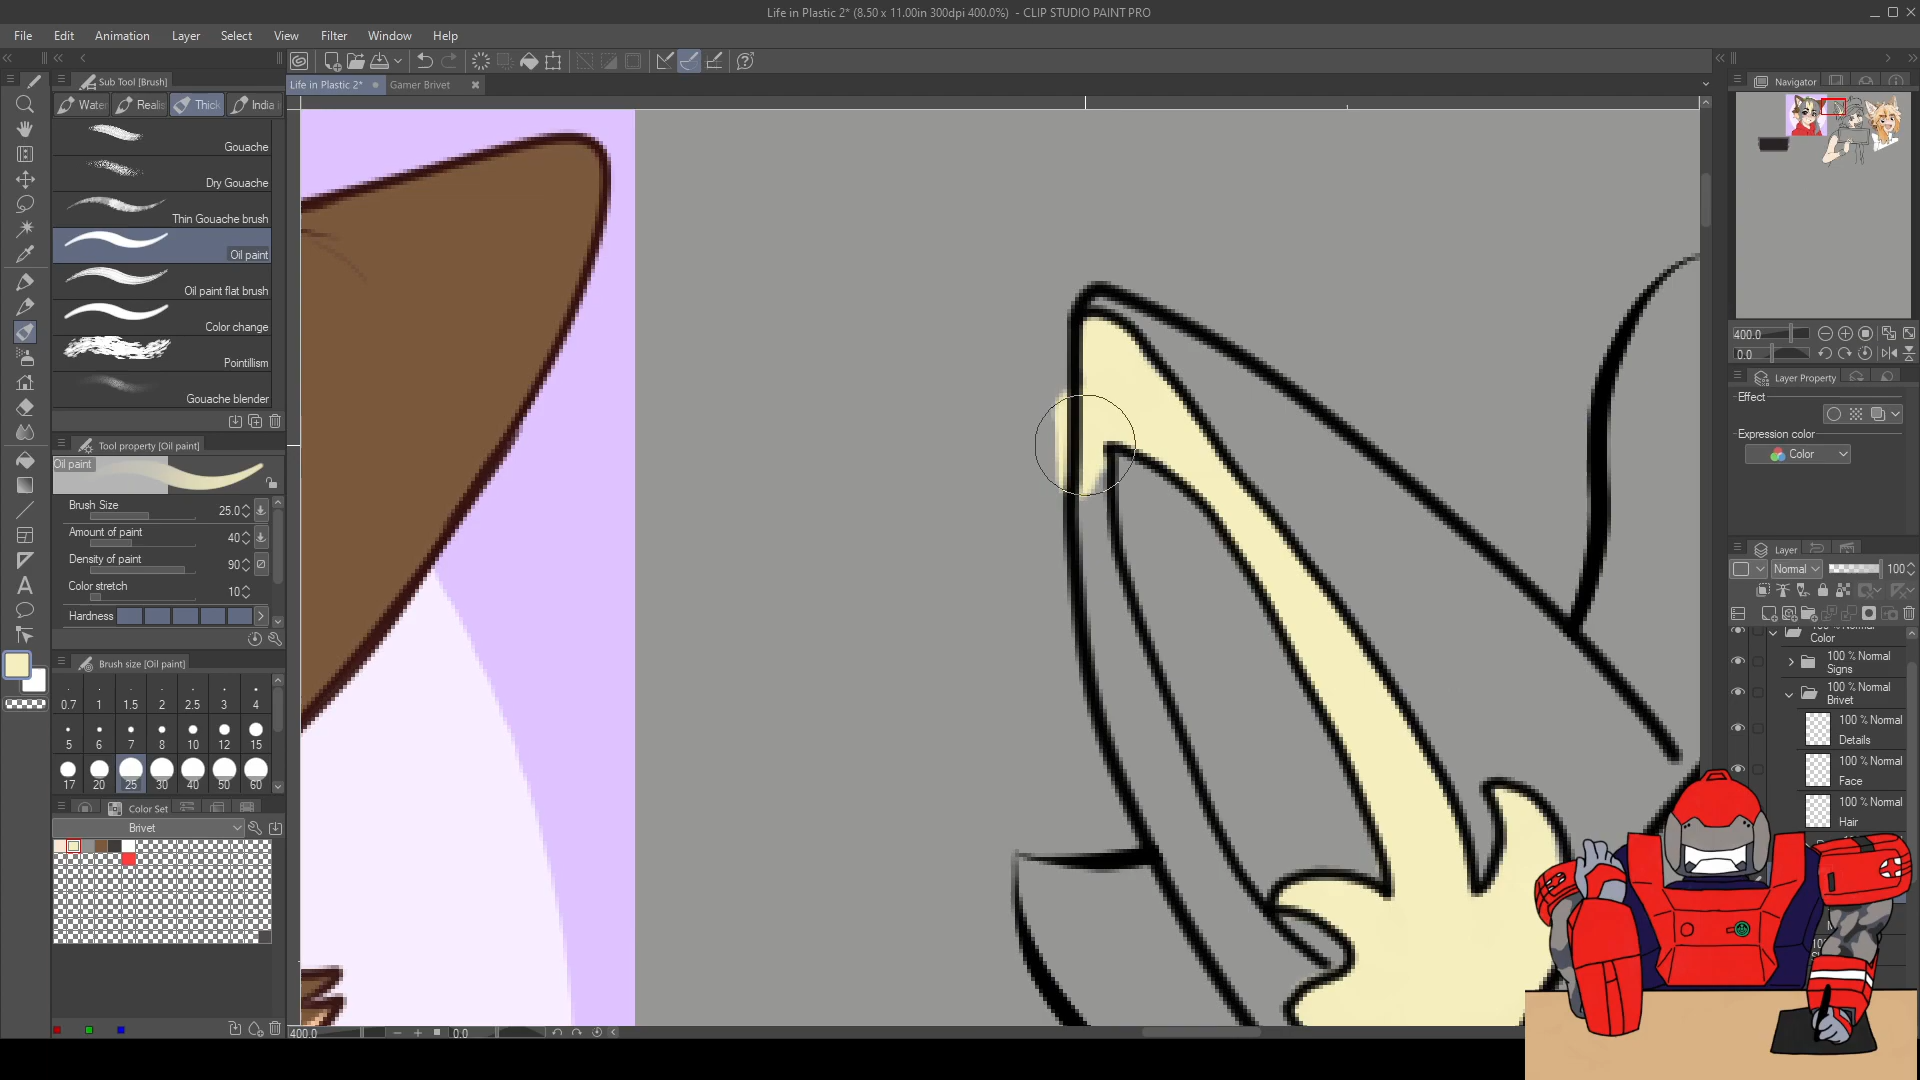 Life in Plastic 2* (8.50 x 11.00in 300dpi 400.0%) - CLIP STUDIO PAINT PRO
File Edit Animation Layer Select View Filter Window Help
Sub Tool [Brush]
Life in Plastic 2*
Gamer Brivet
Navigator
Water
Realis
Thick
India i
Gouache
Dry Gouache
Thin Gouache brush
Oil paint
Oil paint flat brush
Color change
Pointillism
Gouache blender
400.0
0.0
Layer Property
Effect
Expression color
Color
Tool property [Oil paint]
Oil paint
Brush Size 25.0
Amount of paint 40
Density of paint 90
Color stretch 10
Hardness
Layer
Normal 100
Color
100 % Normal
Signs
100 % Normal
Brivet
100 % Normal
Details
100 % Normal
Face
100 % Normal
Hair
Brush size [Oil paint]
0.7 1 1.5 2 2.5 3 4
5 6 7 8 10 12 15
17 20 25 30 40 50 60
Color Set
Brivet
400.0 0.0